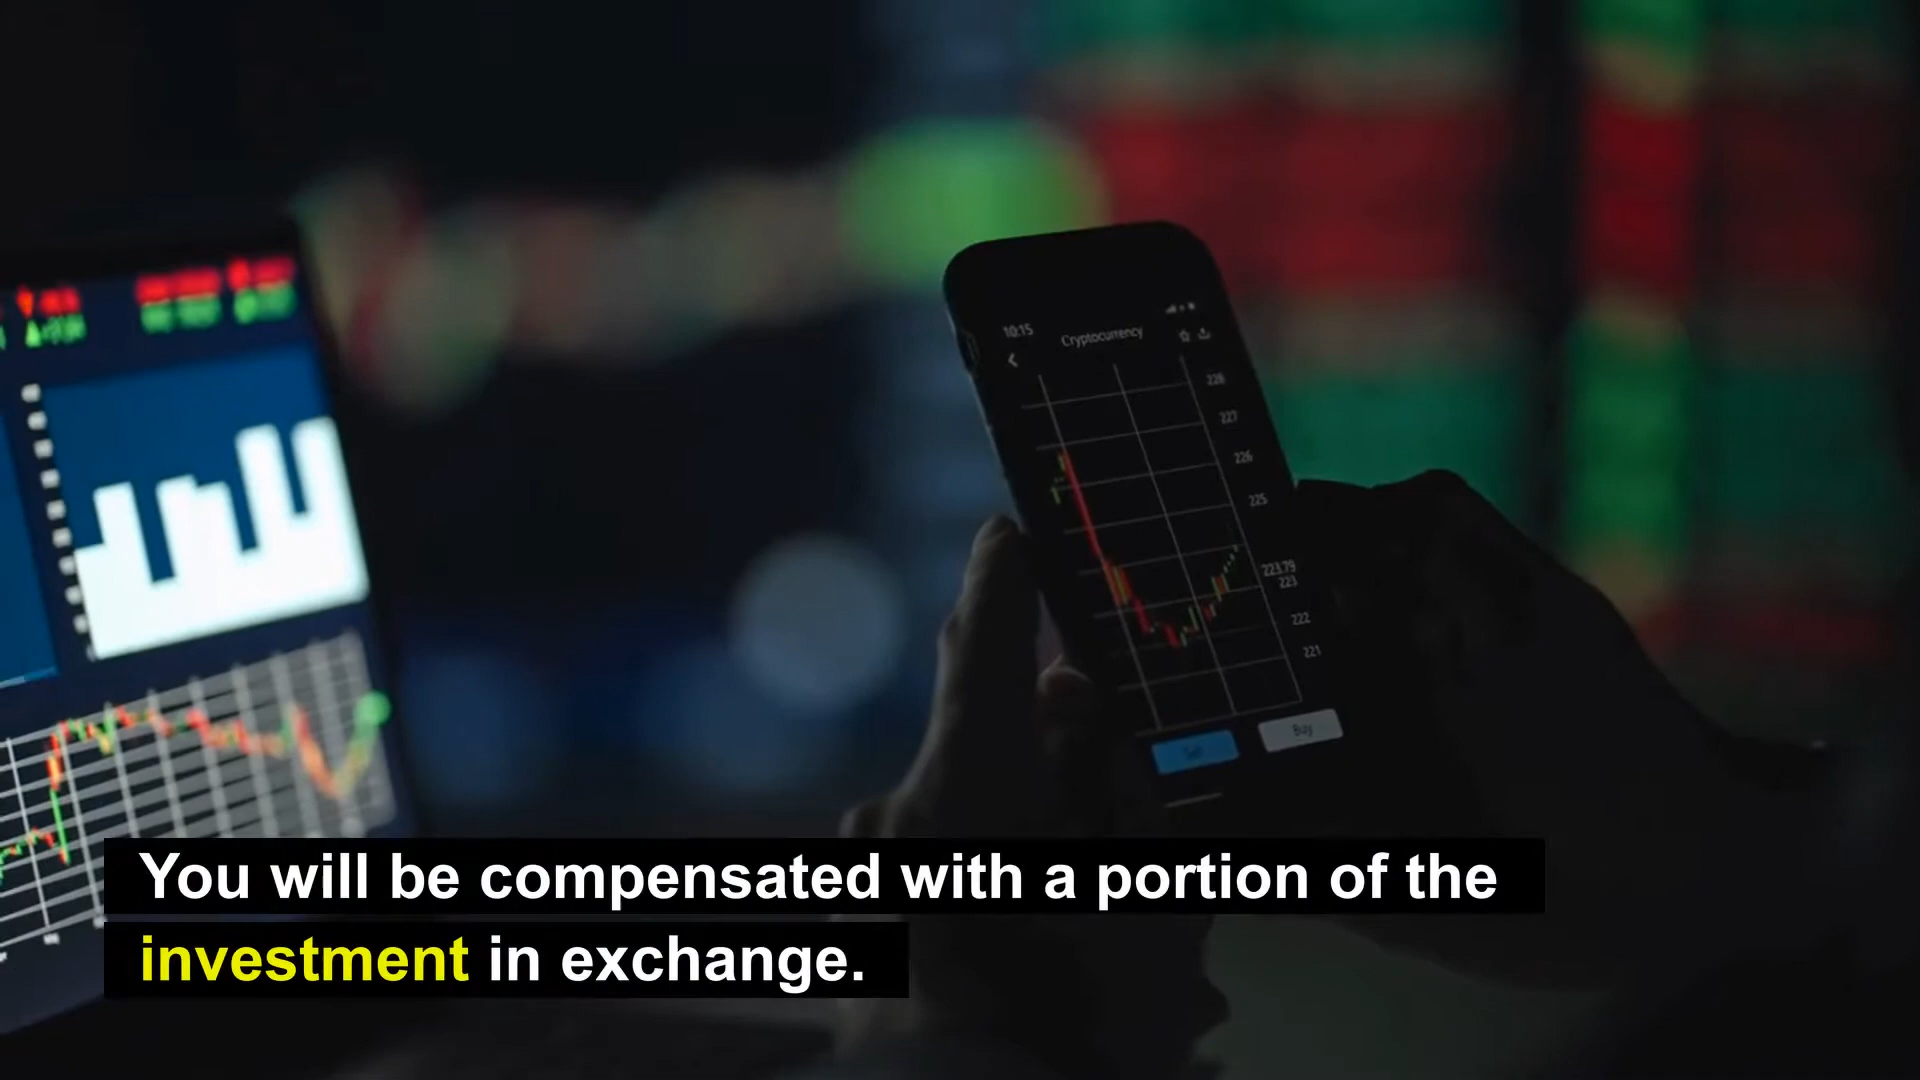 10:15
Cryptocurrency
228
227
226
225
223.79
223
222
221
Buy
You will be compensated with a portion of the
investment in exchange.